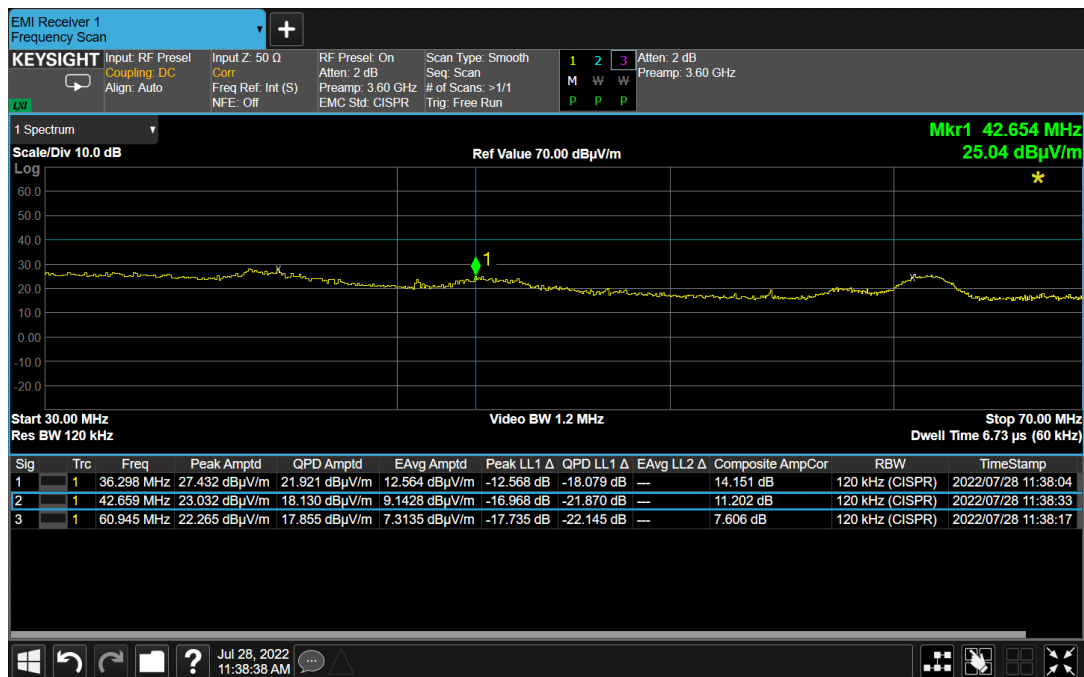 EMI Receiver 1
Frequency Scan
+
KEYSIGHT
LXI
Input: RF Presel
Coupling: DC
Align: Auto
Input Z: 50 Ω
Corr
Freq Ref: Int (S)
NFE: Off
RF Presel: On
Atten: 2 dB
Preamp: 3.60 GHz
EMC Std: CISPR
Scan Type: Smooth
Seq: Scan
# of Scans: >1/1
Trig: Free Run
1 2 3
M W W
P P P
Atten: 2 dB
Preamp: 3.60 GHz
1 Spectrum
Mkr1 42.654 MHz
Scale/Div 10.0 dB
Ref Value 70.00 dBµV/m
25.04 dBµV/m
Log
*
60.0
50.0
40.0
30.0
20.0
10.0
0.00
-10.0
-20.0
1
Start 30.00 MHz
Video BW 1.2 MHz
Stop 70.00 MHz
Res BW 120 kHz
Dwell Time 6.73 µs (60 kHz)
Sig Trc Freq Peak Amptd QPD Amptd EAvg Amptd Peak LL1 Δ QPD LL1 Δ EAvg LL2 Δ Composite AmpCor RBW TimeStamp
1 1 36.298 MHz 27.432 dBµV/m 21.921 dBµV/m 12.564 dBµV/m -12.568 dB -18.079 dB --- 14.151 dB 120 kHz (CISPR) 2022/07/28 11:38:04
2 1 42.659 MHz 23.032 dBµV/m 18.130 dBµV/m 9.1428 dBµV/m -16.968 dB -21.870 dB --- 11.202 dB 120 kHz (CISPR) 2022/07/28 11:38:33
3 1 60.945 MHz 22.265 dBµV/m 17.855 dBµV/m 7.3135 dBµV/m -17.735 dB -22.145 dB --- 7.606 dB 120 kHz (CISPR) 2022/07/28 11:38:17
?
Jul 28, 2022
11:38:38 AM